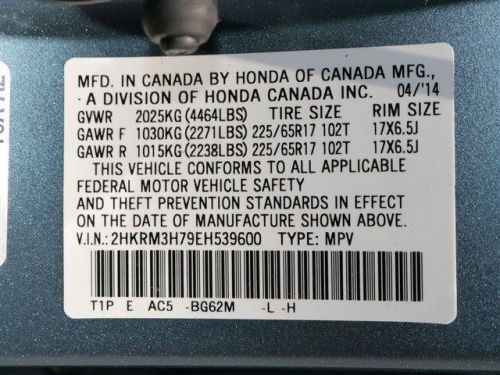 MFD. IN CANADA BY HONDA OF CANADA MFG.,
A DIVISION OF HONDA CANADA INC. 04/'14
GVWR 2025KG(4464LBS) TIRE SIZE RIM SIZE
GAWR F 1030KG(2271LBS) 225/65R17 102T 17X6.5J
GAWR R 1015KG(2238LBS) 225/65R17 102T 17X6.5J
THIS VEHICLE CONFORMS TO ALL APPLICABLE
FEDERAL MOTOR VEHICLE SAFETY
AND THEFT PREVENTION STANDARDS IN EFFECT
ON THE DATE OF MANUFACTURE SHOWN ABOVE.
V.I.N.: 2HKRM3H79EH539600 TYPE: MPV
T1P E AC5 -BG62M -L -H